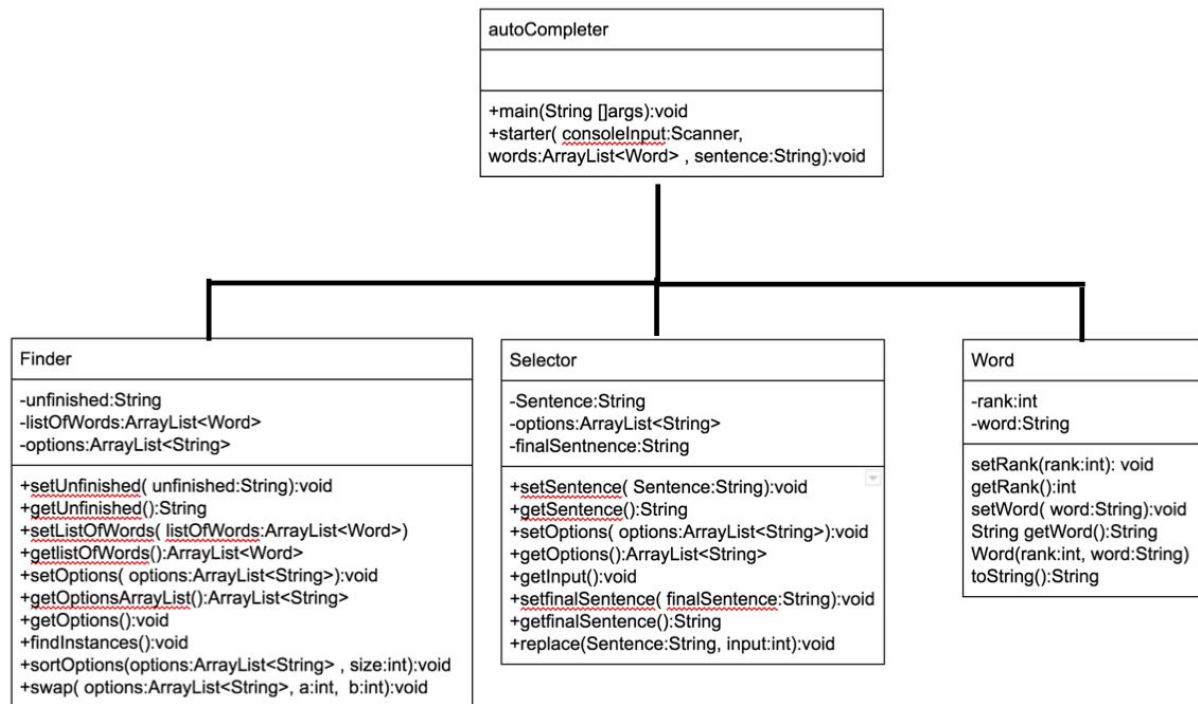 autoCompleter
+main(String []args):void
+starter( consoleInput:Scanner,
words:ArrayList<Word> , sentence:String):void
Finder
-unfinished:String
-listOfWords:ArrayList<Word>
-options:ArrayList<String>
+setUnfinished( unfinished:String):void
+getUnfinished():String
+setListOfWords( listOfWords:ArrayList<Word>)
+getlistOfWords():ArrayList<Word>
+setOptions( options:ArrayList<String>):void
+getOptionsArrayList():ArrayList<String>
+getOptions():void
+findInstances():void
+sortOptions(options:ArrayList<String> , size:int):void
+swap( options:ArrayList<String>, a:int,  b:int):void
Selector
-Sentence:String
-options:ArrayList<String>
-finalSentnence:String
+setSentence( Sentence:String):void
+getSentence():String
+setOptions( options:ArrayList<String>):void
+getOptions():ArrayList<String>
+getInput():void
+setfinalSentence( finalSentence:String):void
+getfinalSentence():String
+replace(Sentence:String, input:int):void
Word
-rank:int
-word:String
setRank(rank:int): void
getRank():int
setWord( word:String):void
String getWord():String
Word(rank:int, word:String)
toString():String